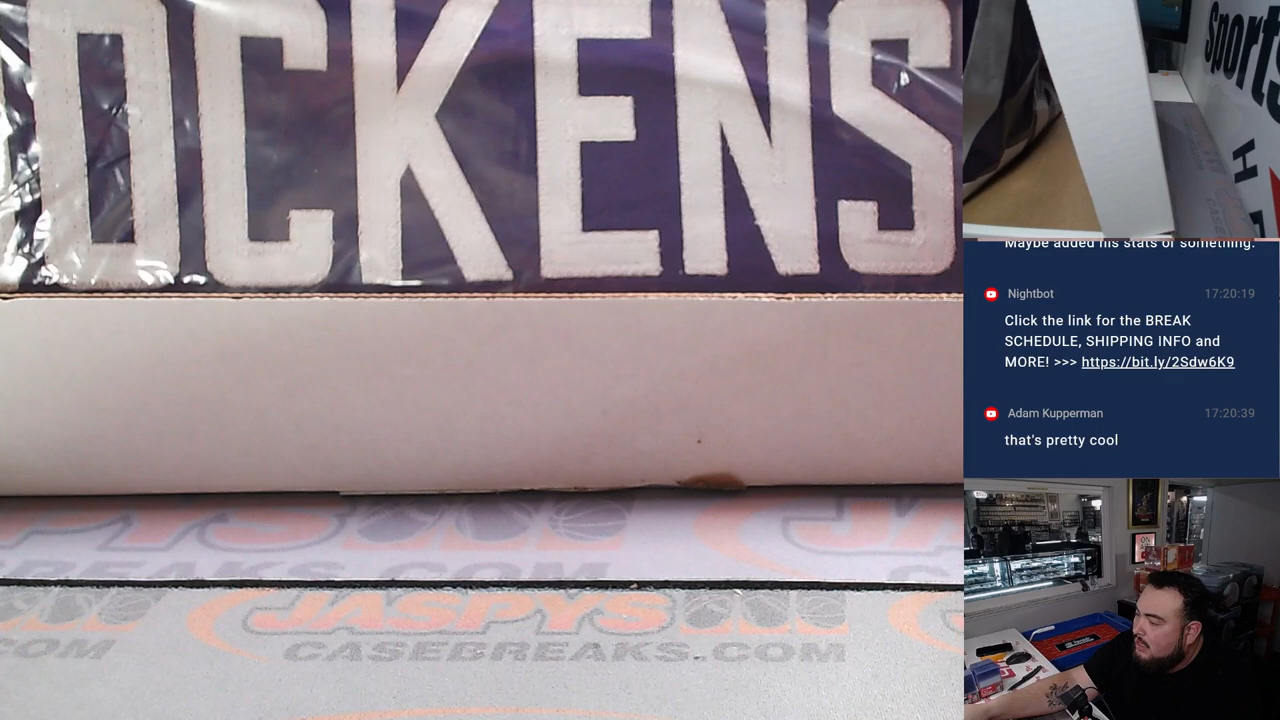 OCKENS
Sports
H
Maybe added his stats or something.
Nightbot
17:20:19
Click the link for the BREAK
SCHEDULE, SHIPPING INFO and
MORE! >>> https://bit.ly/2Sdw6K9
Adam Kupperman
17:20:39
that's pretty cool
JASPYS
CASEBREAKS.COM
.COM